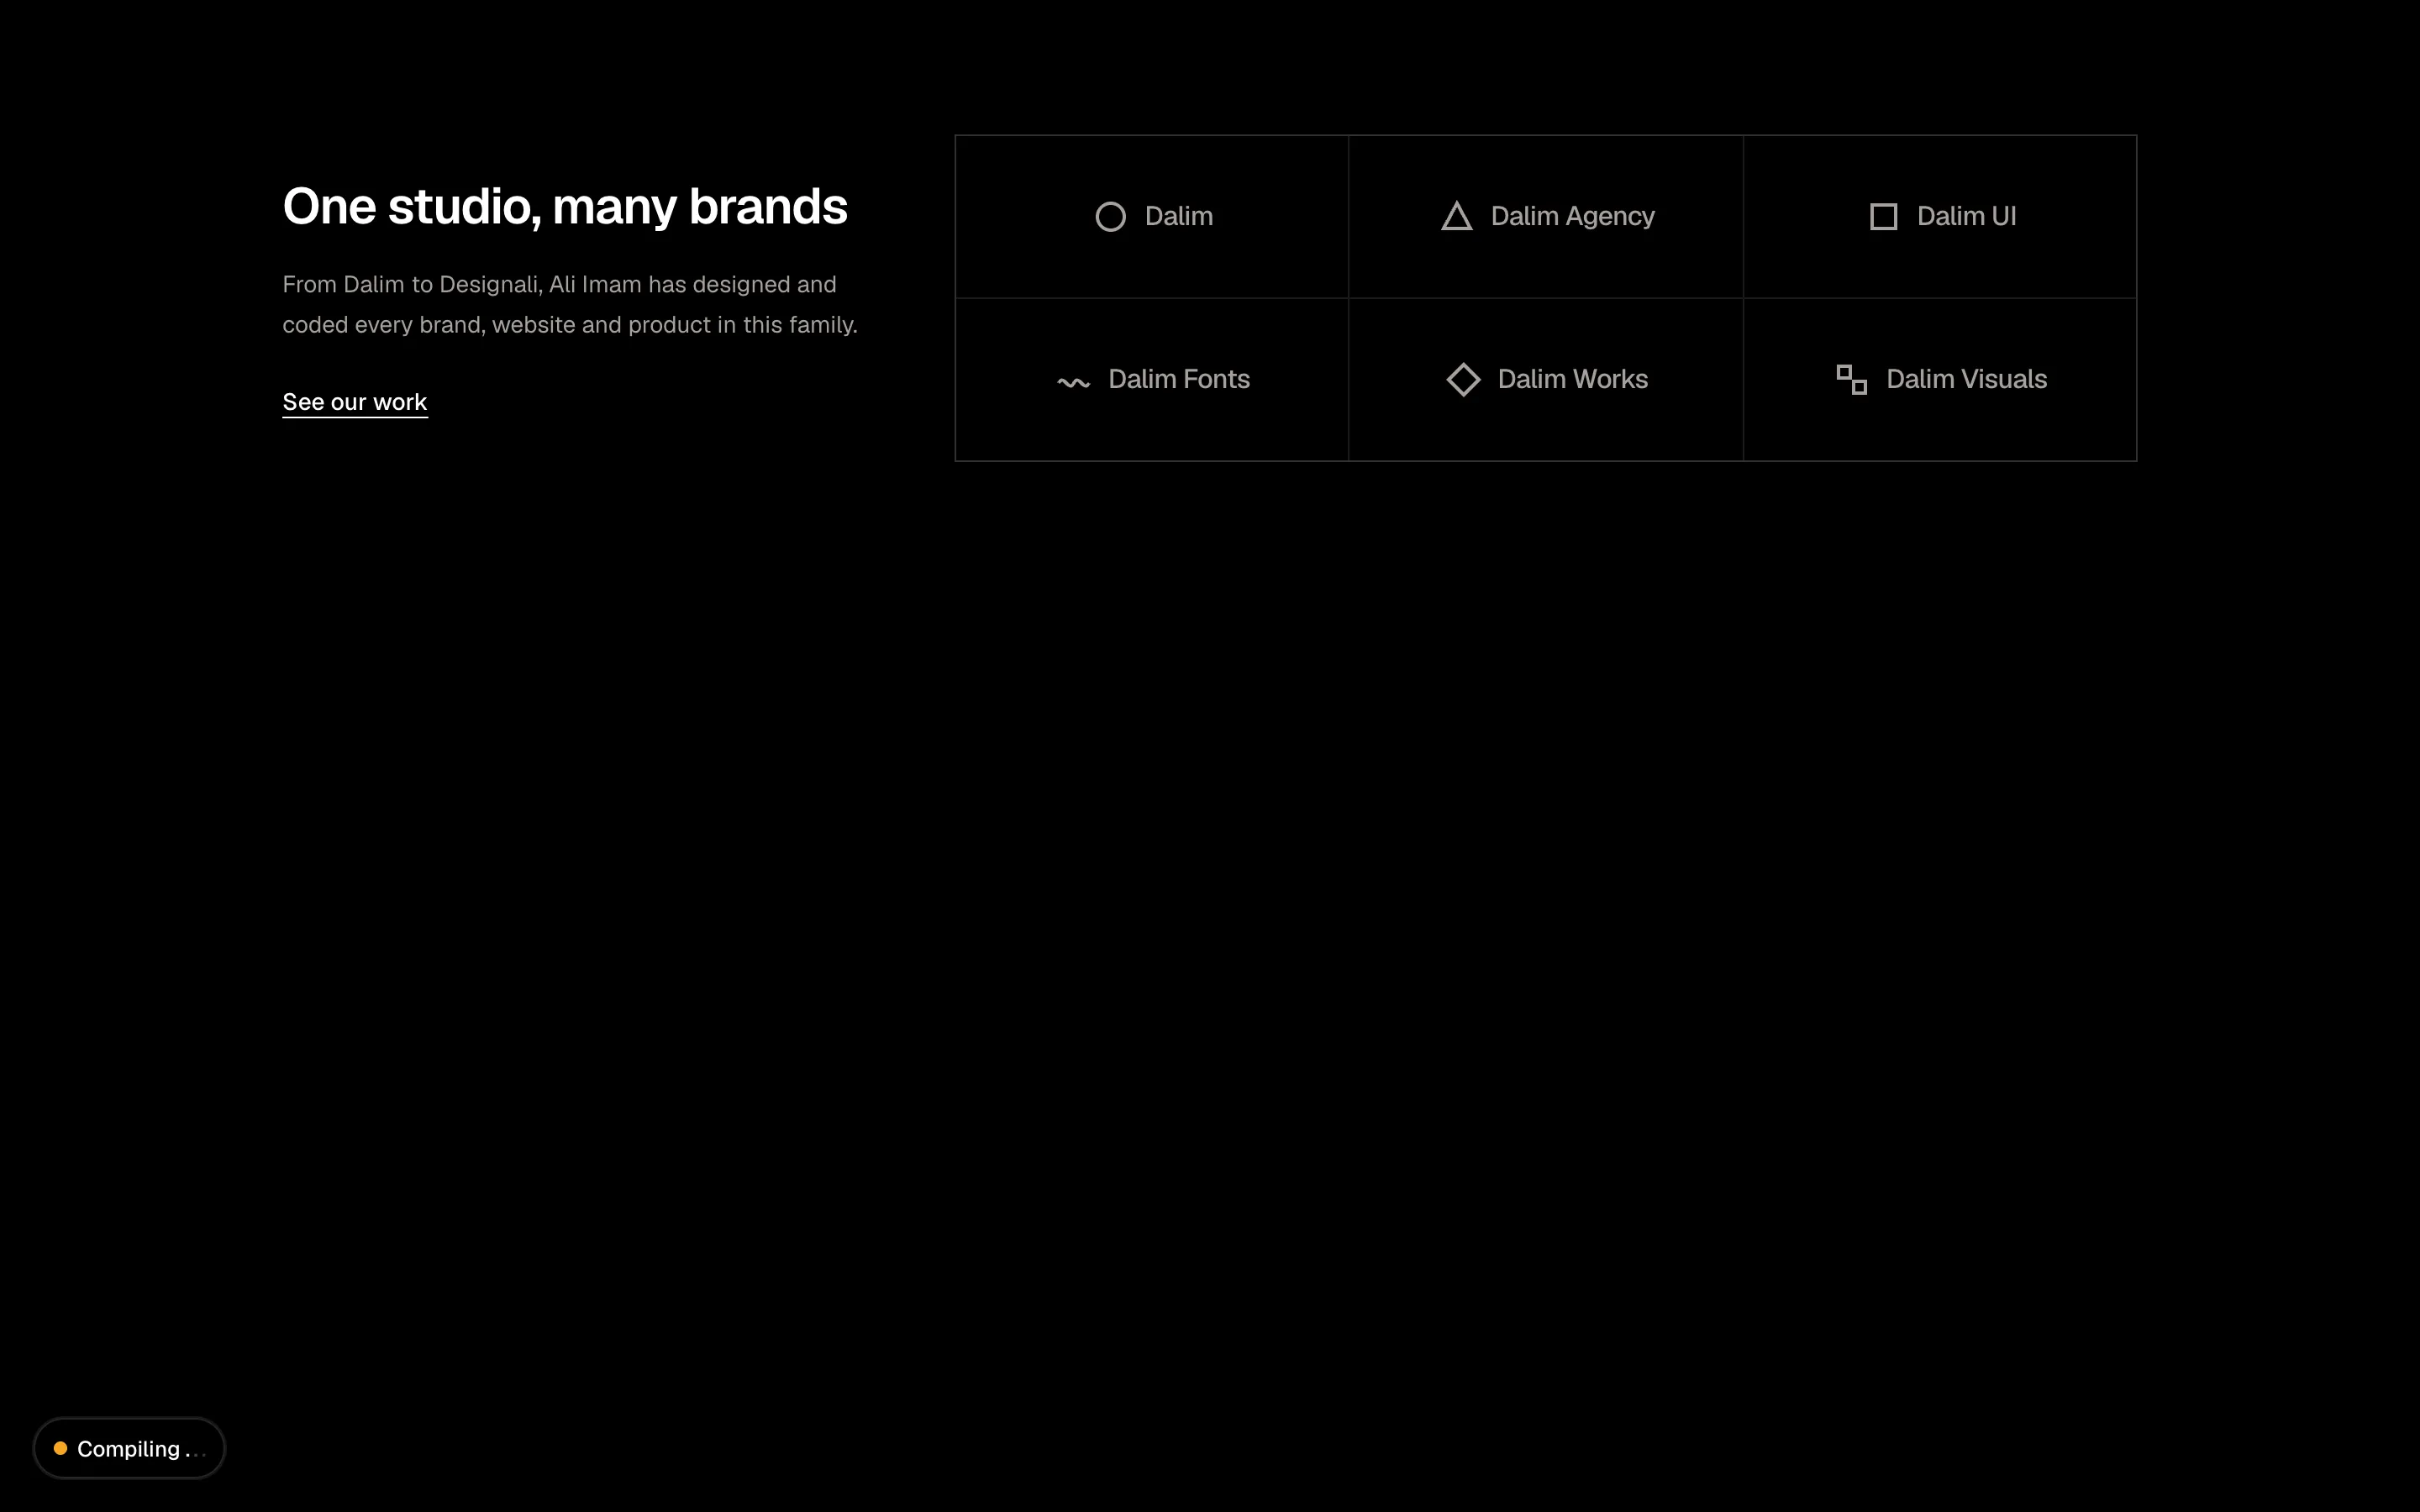 One studio, many brands
From Dalim to Designali, Ali Imam has designed and
coded every brand, website and product in this family.
See our work
Dalim
Dalim Agency
Dalim UI
Dalim Fonts
Dalim Works
Dalim Visuals
Compiling ...